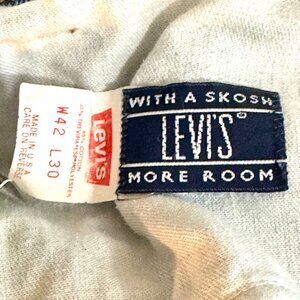 WITH A SKOSH
LEVI'S
MORE ROOM
Levi's
W42 L30
MADE IN U.S.
CARE ON REVERSE